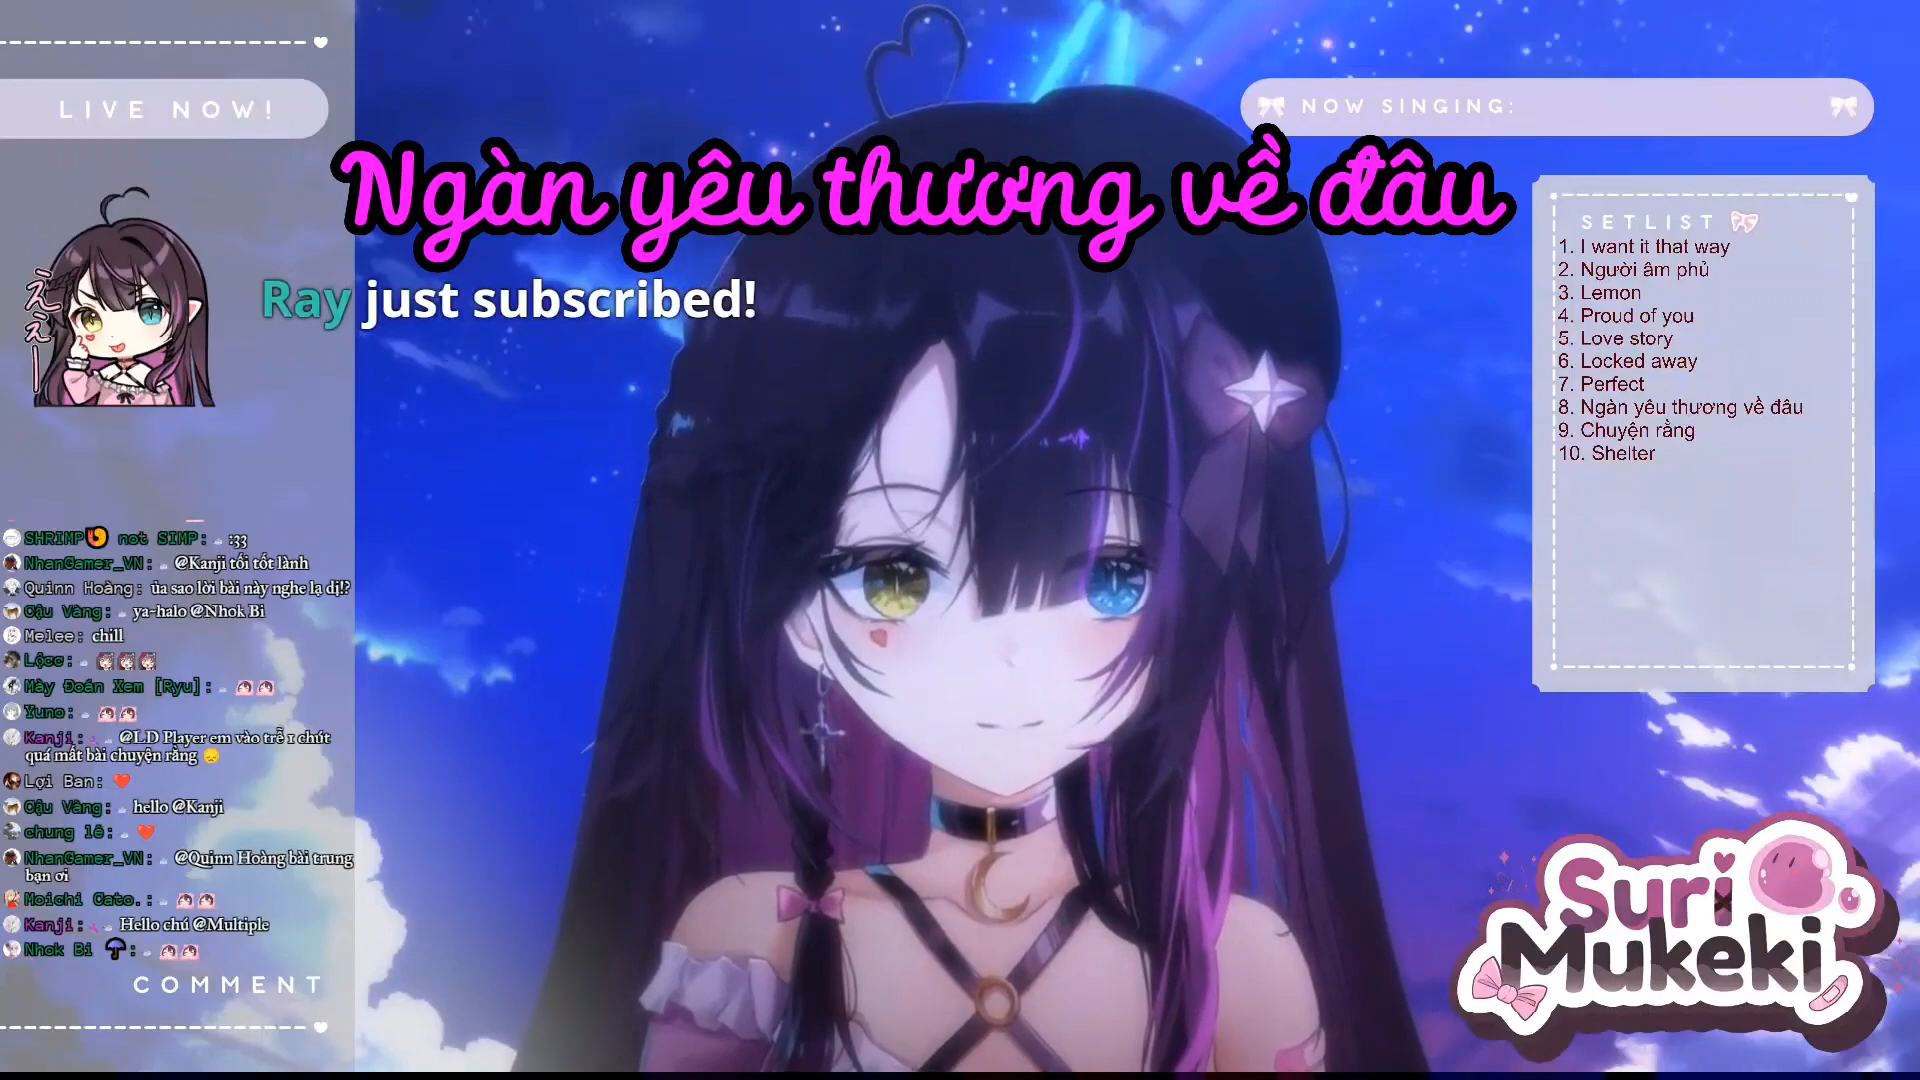 LIVE NOW!
NOW SINGING:
Ngàn yêu thương về đâu
Ray just subscribed!
ええー
SETLIST
1. I want it that way
2. Người âm phủ
3. Lemon
4. Proud of you
5. Love story
6. Locked away
7. Perfect
8. Ngàn yêu thương về đâu
9. Chuyện rằng
10. Shelter
SHRIMP not SIMP: :33
NhanGamer_VN: @Kanji tối tốt lành
Quinn Hoàng: ủa sao lời bài này nghe lạ dị!?
Cậu Vàng: ya-halo @Nhok Bi
Melee: chill
Lộcc:
Mày Đoán Xem [Ryu]:
Yuno:
Kanji: @LD Player em vào trễ 1 chút
quá mất bài chuyện rằng 😞
Lợi Ban: ❤️
Cậu Vàng: hello @Kanji
chung lê: ❤️
NhanGamer_VN: @Quinn Hoàng bài trung
bạn ơi
Moichi Cato.:
Kanji: Hello chú @Multiple
Nhok Bi ☂:
COMMENT
Suri
Mukeki